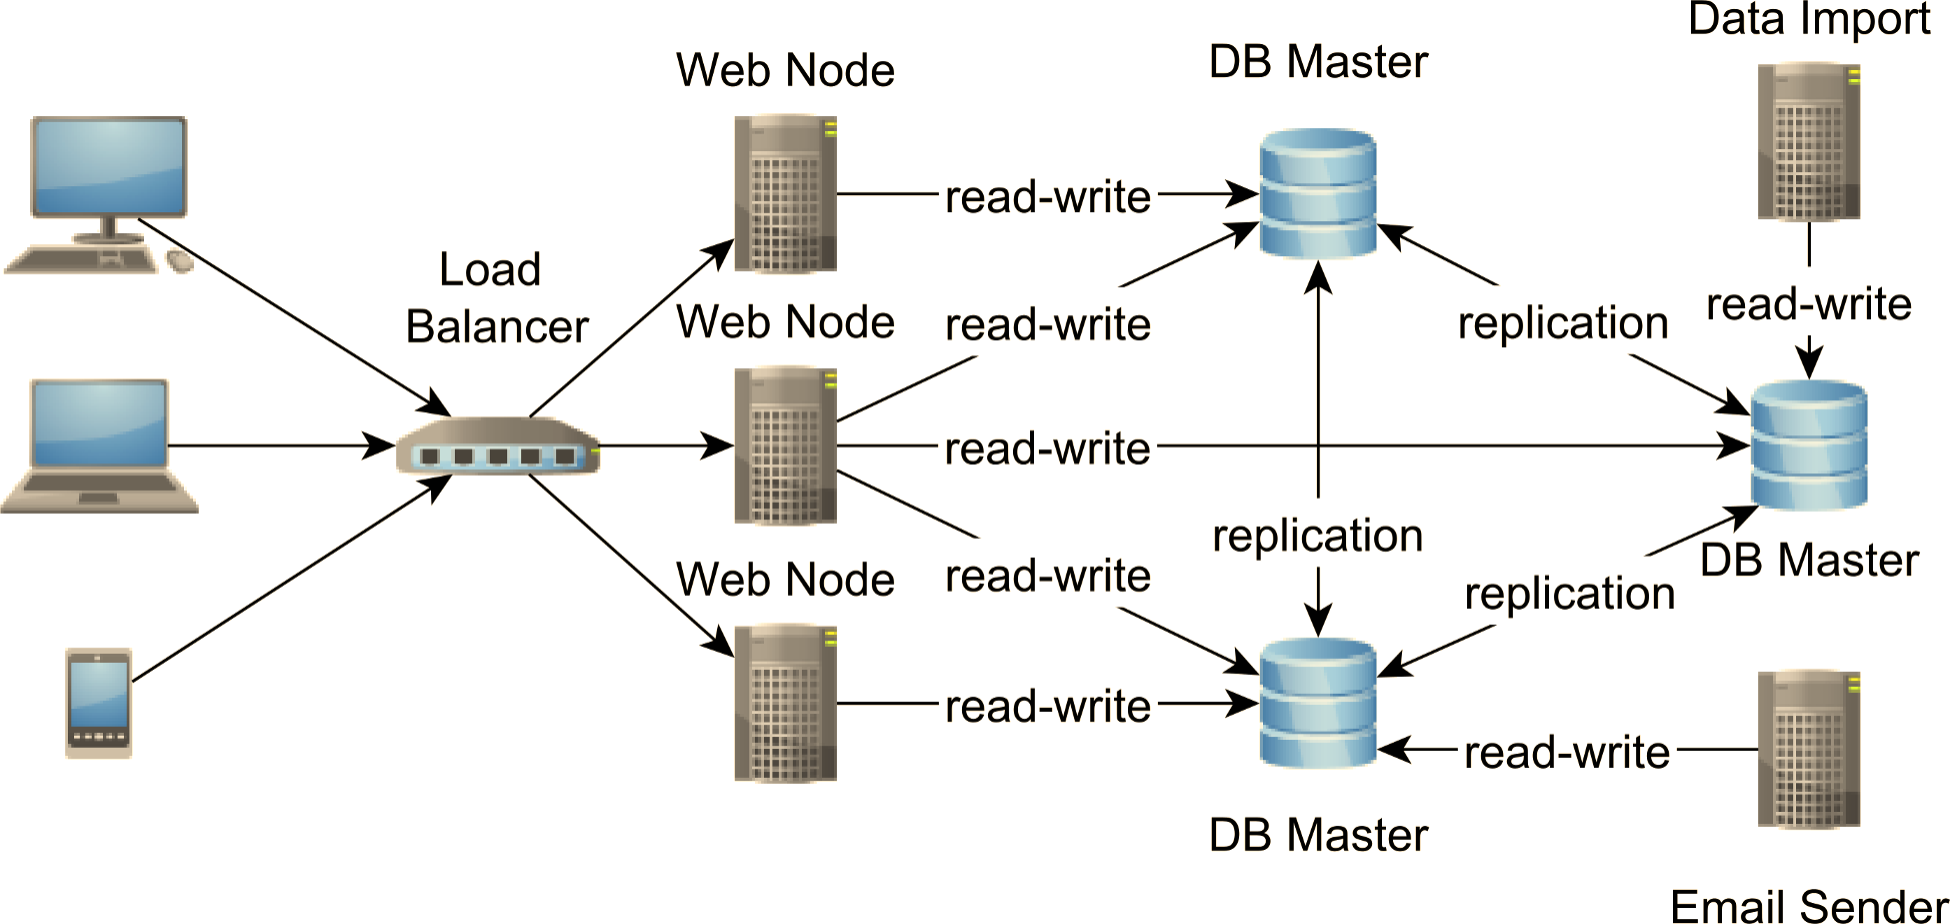 Data Import
Web Node
DB Master
read-write
Load
Balancer
Web Node
read-write
replication
read-write
read-write
replication
DB Master
Web Node
read-write
replication
read-write
read-write
DB Master
Email Sender